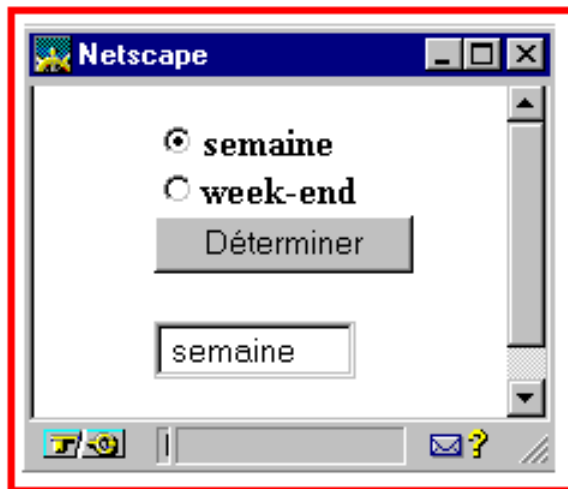 Netscape
semaine
week-end
Déterminer
semaine